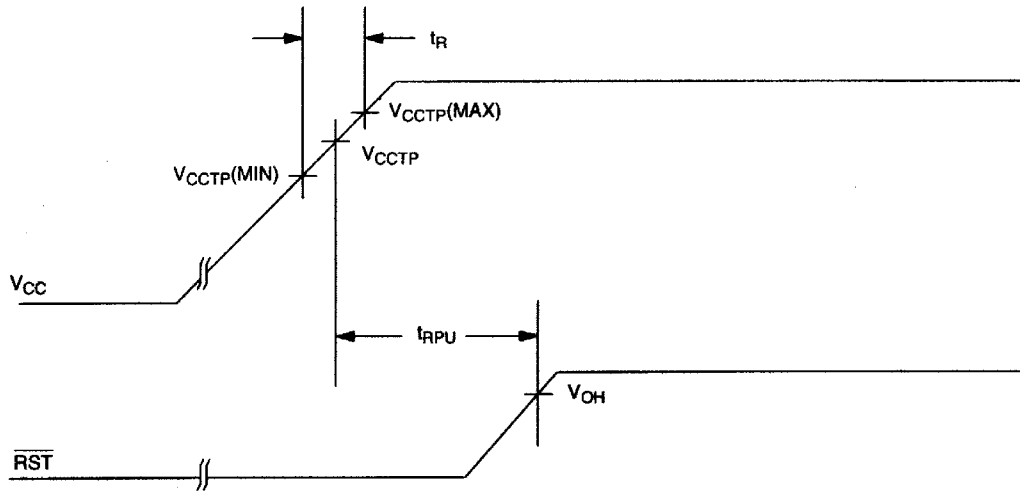 tR
VCCTP(MAX)
VCCTP
VCCTP(MIN)
VCC
tRPU
VOH
RST